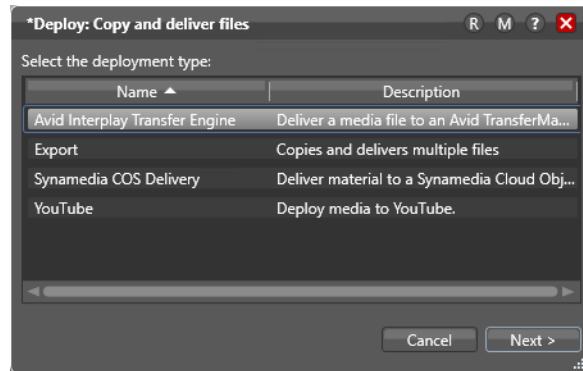 *Deploy: Copy and deliver files R M ? X
Select the deployment type:
Name Description
Avid Interplay Transfer Engine Deliver a media file to an Avid TransferMa...
Export Copies and delivers multiple files
Synamedia COS Delivery Deliver material to a Synamedia Cloud Obj...
YouTube Deploy media to YouTube.
Cancel Next >